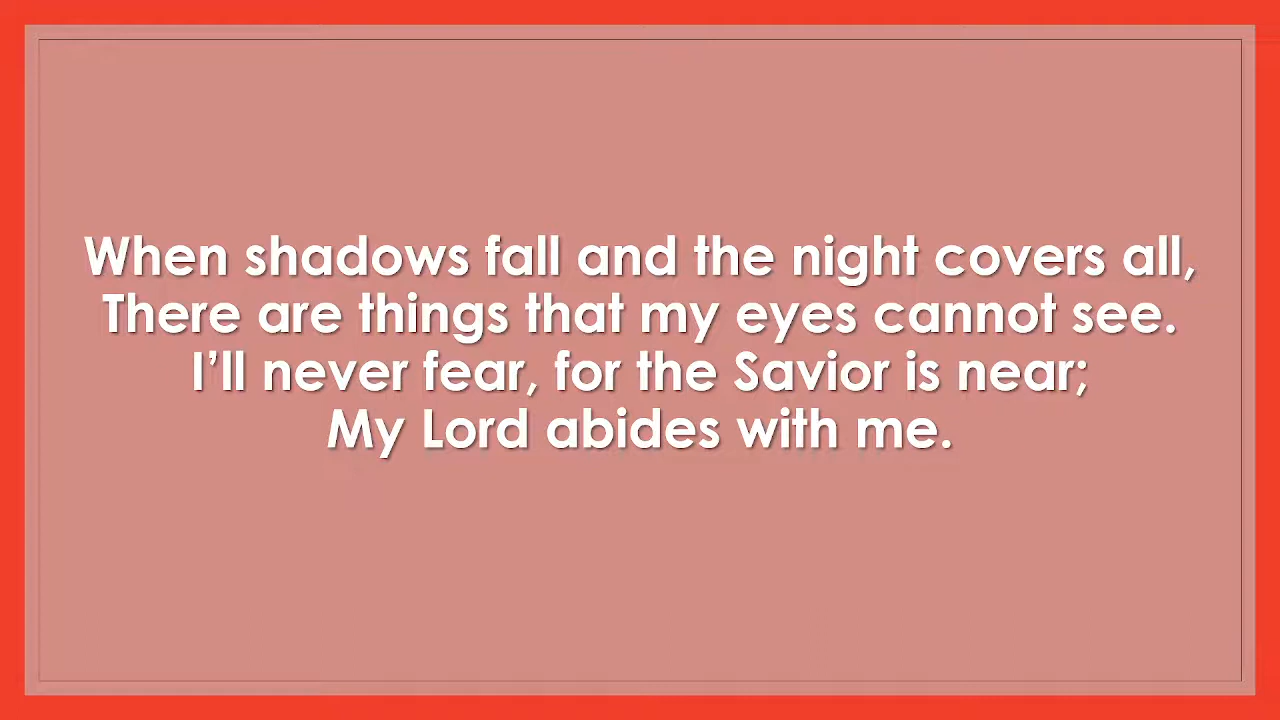 When shadows fall and the night covers all,
There are things that my eyes cannot see.
I’ll never fear, for the Savior is near;
My Lord abides with me.